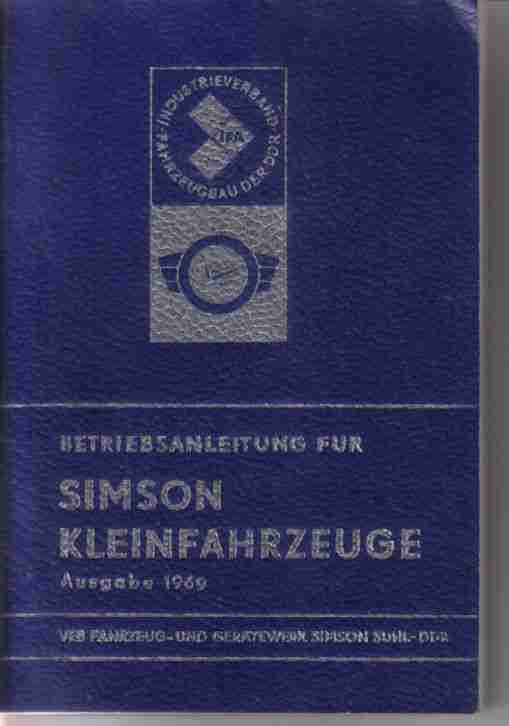 INDUSTRIEVERBAND
FAHRZEUGBAU DER DDR
IFA
BETRIEBSANLEITUNG FUR
SIMSON
KLEINFAHRZEUGE
Ausgabe 1969
VEB FAHRZEUG-UND GERÄTEWERK SIMSON SUHL-DDR